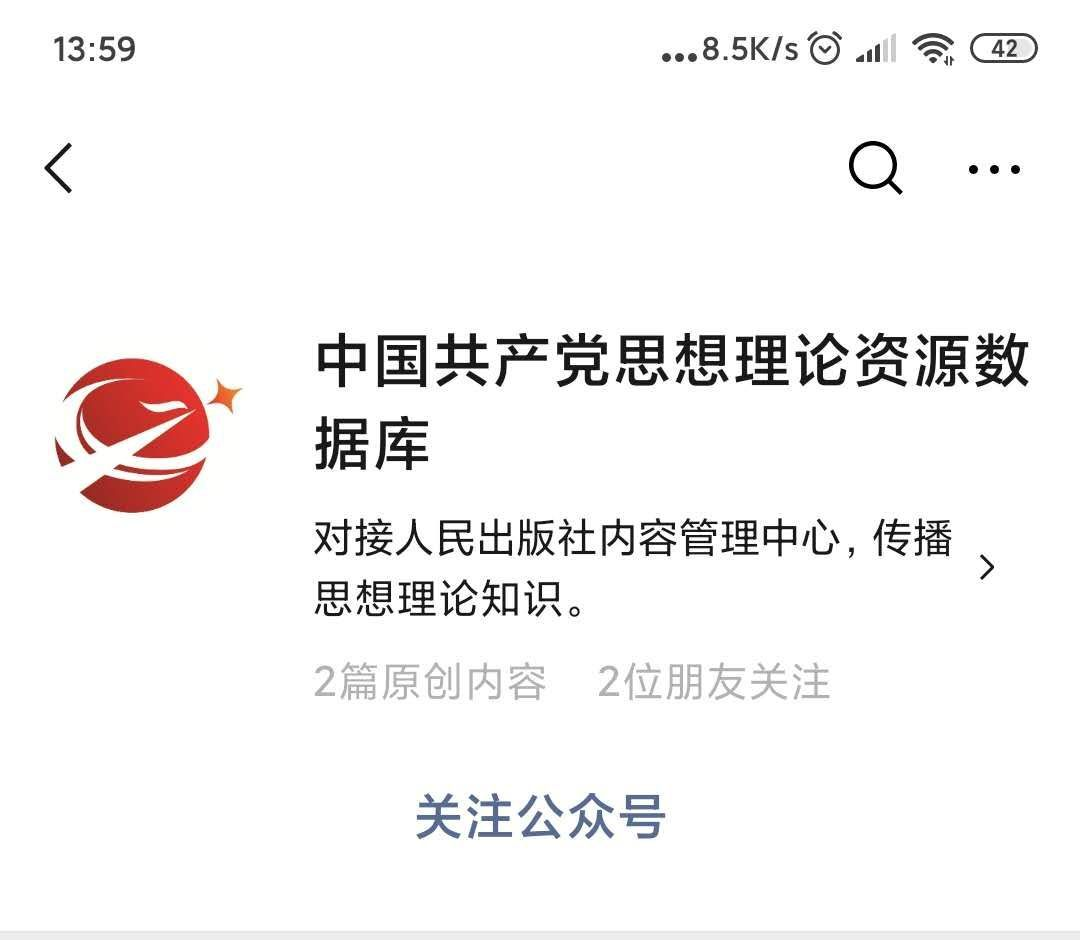 13:59
...8.5K/s
42
中国共产党思想理论资源数
据库
对接人民出版社内容管理中心，传播
思想理论知识。
2篇原创内容 2位朋友关注
关注公众号